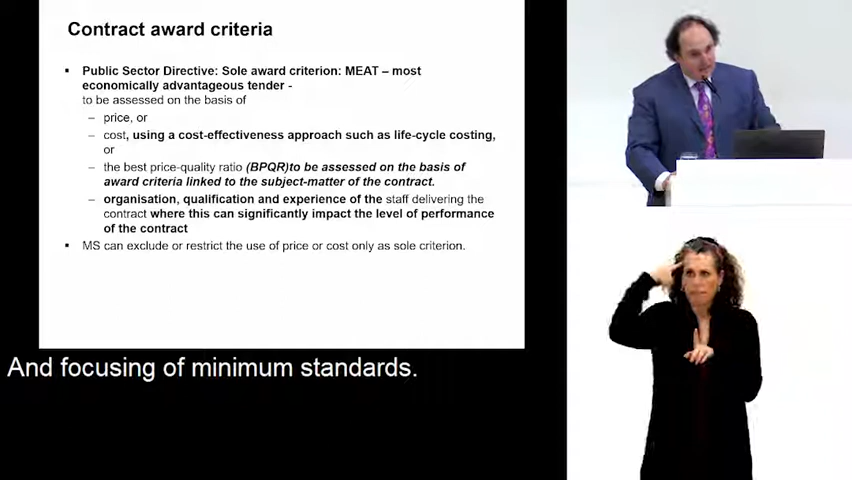 Contract award criteria
▪ Public Sector Directive: Sole award criterion: MEAT – most
economically advantageous tender -
to be assessed on the basis of
– price, or
– cost, using a cost-effectiveness approach such as life-cycle costing,
or
– the best price-quality ratio (BPQR)to be assessed on the basis of
award criteria linked to the subject-matter of the contract.
– organisation, qualification and experience of the staff delivering the
contract where this can significantly impact the level of performance
of the contract
▪ MS can exclude or restrict the use of price or cost only as sole criterion.
And focusing of minimum standards.